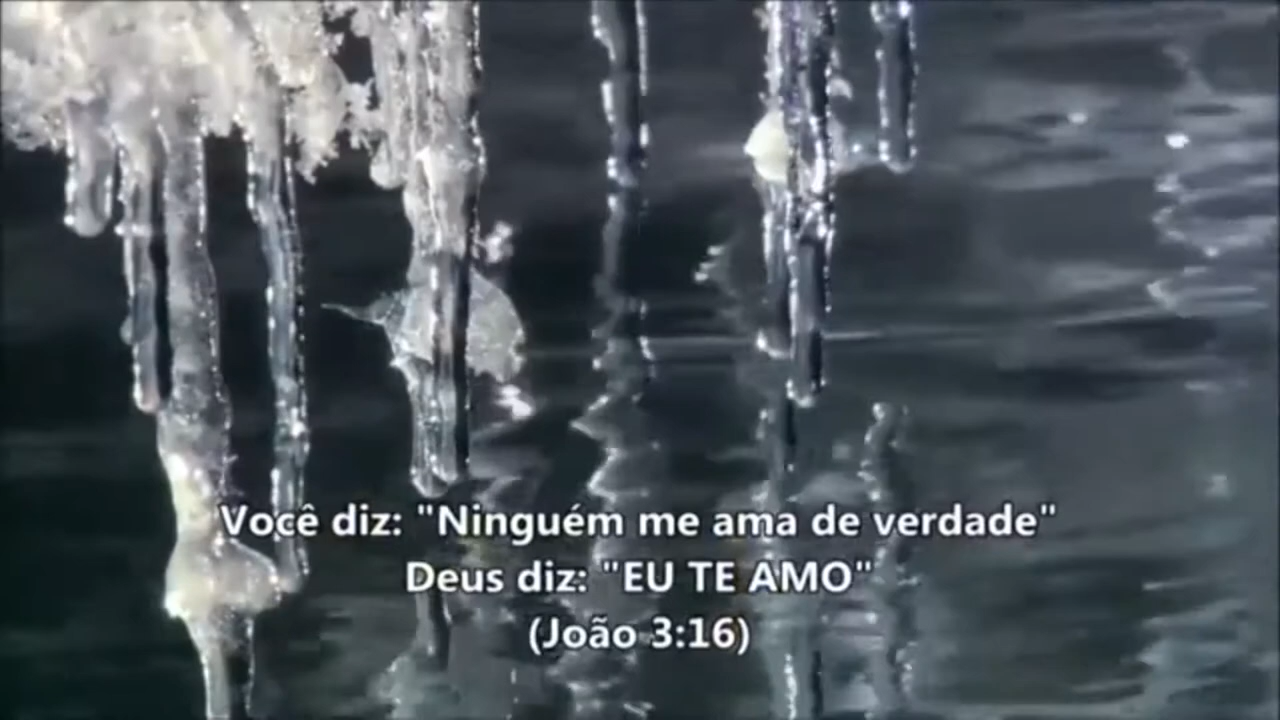 Você diz: "Ninguém me ama de verdade"
Deus diz: "EU TE AMO"
(João 3:16)